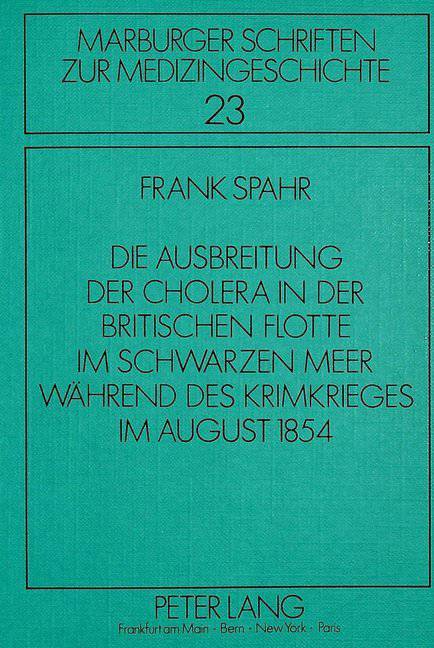 MARBURGER SCHRIFTEN
ZUR MEDIZINGESCHICHTE
23
FRANK SPAHR
DIE AUSBREITUNG
DER CHOLERA IN DER
BRITISCHEN FLOTTE
IM SCHWARZEN MEER
WÄHREND DES KRIMKRIEGES
IM AUGUST 1854
PETER LANG
Frankfurt am Main · Bern · New York · Paris